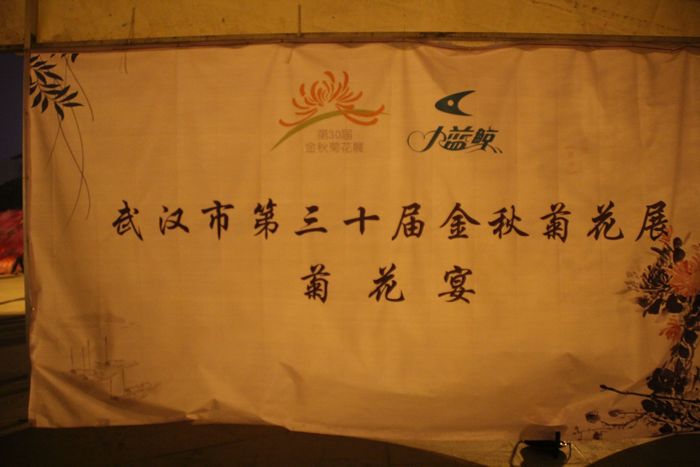 第30届
金秋菊花展
小蓝鲸
武汉市第三十届金秋菊花展
菊花宴